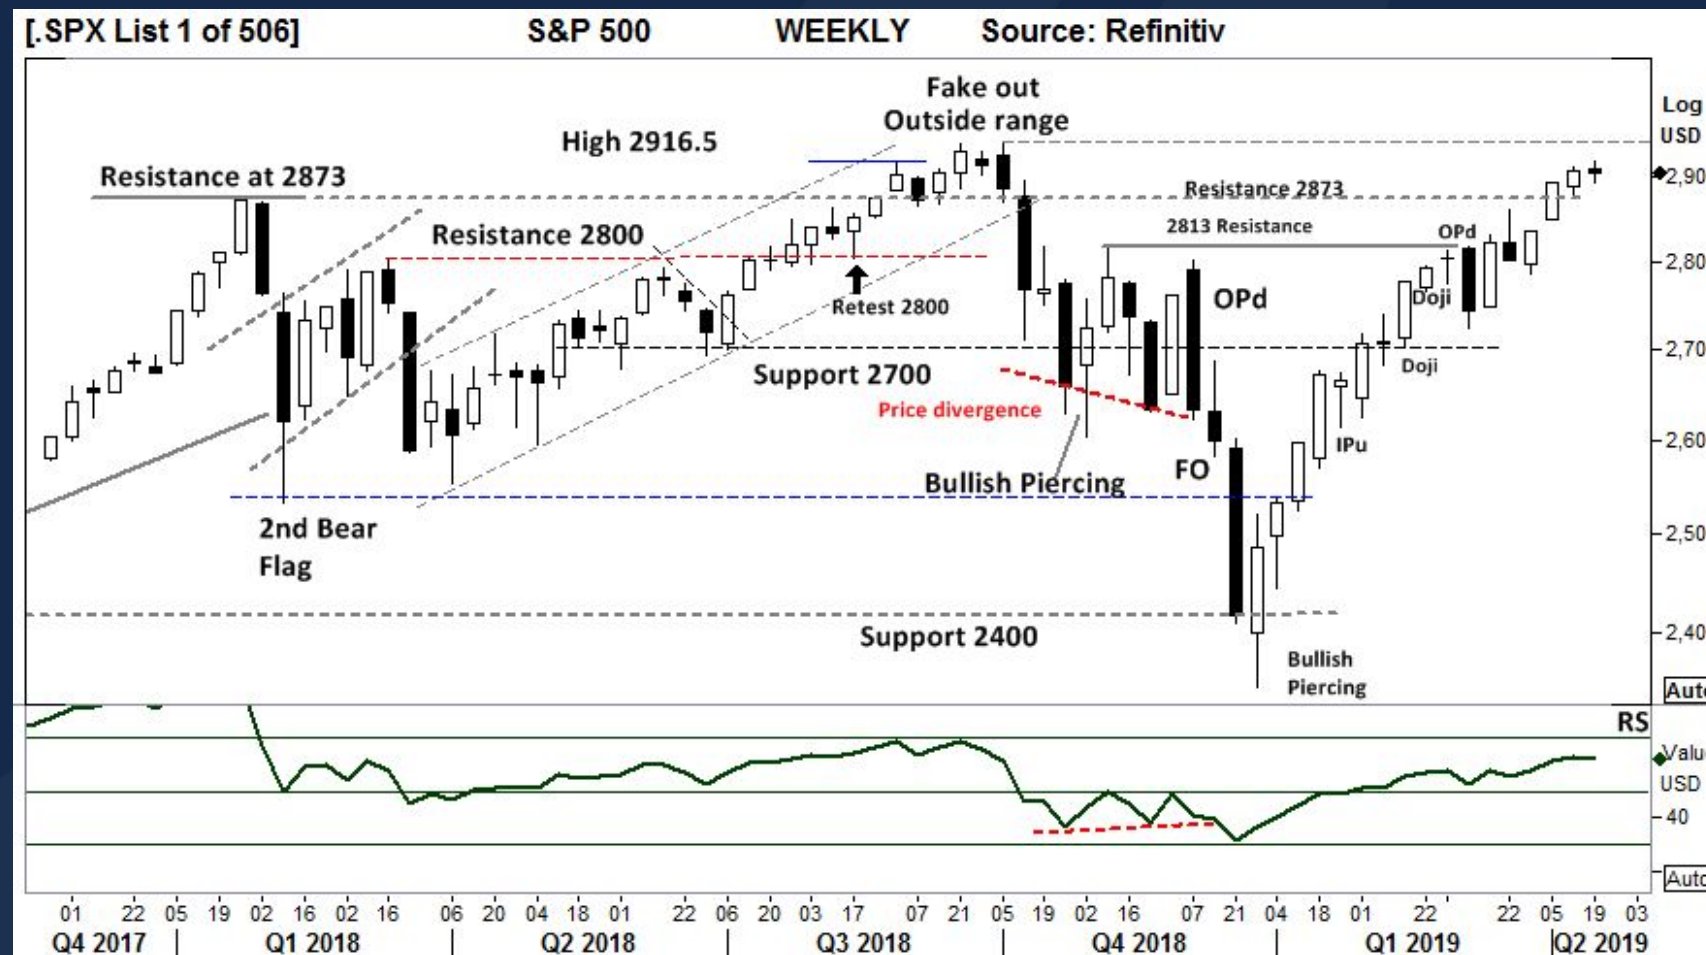 [.SPX List 1 of 506] S&P 500 WEEKLY Source: Refinitiv
Fake out
Outside range
High 2916.5
Log
USD
Resistance at 2873
2,90
Resistance 2873
2813 Resistance
OPd
Resistance 2800
2,80
OPd
Doji
Retest 2800
2,70
Doji
Support 2700
Price divergence
IPu
2,60
FO
Bullish Piercing
2nd Bear
Flag
2,50
Support 2400
2,40
Bullish
Piercing
Auto
RS
Value
USD
40
Auto
01 22 05 19 02 16 02 16 06 20 04 18 01 22 06 20 03 17 07 21 05 19 02 16 07 21 04 18 01 22 22 05 19 03
Q4 2017 Q1 2018 Q2 2018 Q3 2018 Q4 2018 Q1 2019 Q2 2019